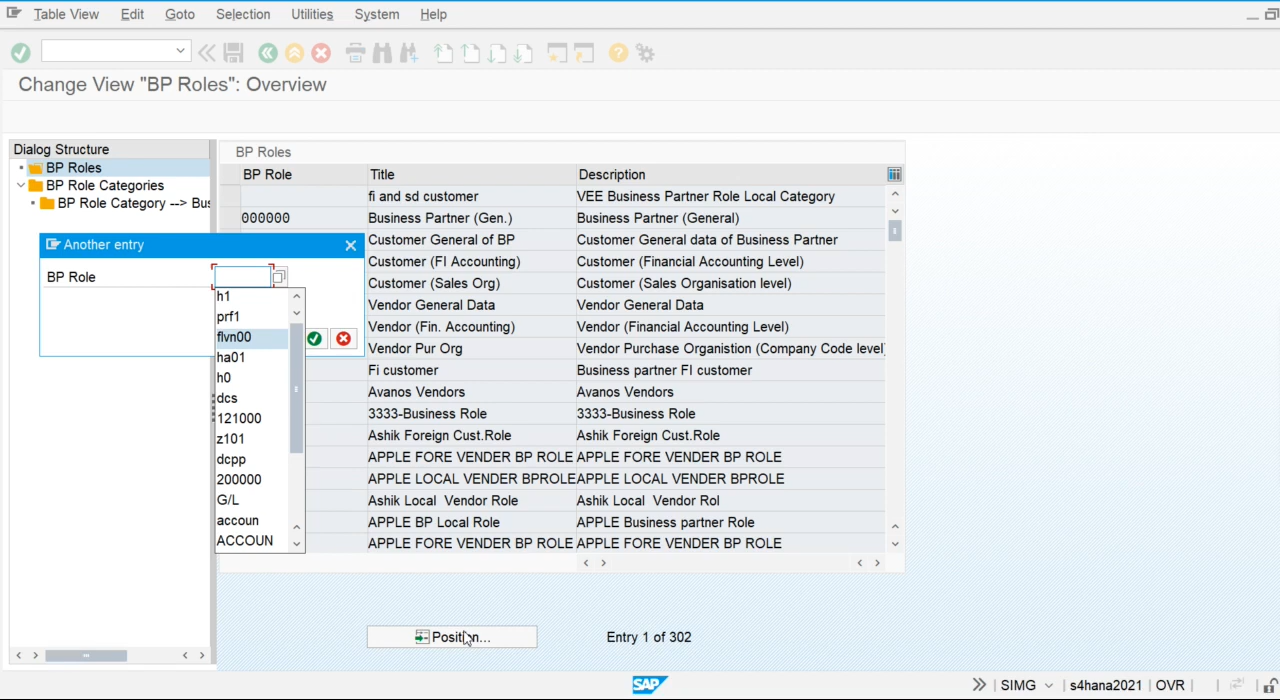 Table View Edit Goto Selection Utilities System Help
Change View "BP Roles": Overview
Dialog Structure
BP Roles
BP Role Categories
BP Role Category --> Bus
Another entry
BP Role
h1
prf1
flvn00
ha01
h0
dcs
121000
z101
dcpp
200000
G/L
accoun
ACCOUN
BP Roles
BP Role Title Description
fi and sd customer VEE Business Partner Role Local Category
000000 Business Partner (Gen.) Business Partner (General)
Customer General of BP Customer General data of Business Partner
Customer (FI Accounting) Customer (Financial Accounting Level)
Customer (Sales Org) Customer (Sales Organisation level)
Vendor General Data Vendor General Data
Vendor (Fin. Accounting) Vendor (Financial Accounting Level)
Vendor Pur Org Vendor Purchase Organistion (Company Code level
Fi customer Business partner FI customer
Avanos Vendors Avanos Vendors
3333-Business Role 3333-Business Role
Ashik Foreign Cust.Role Ashik Foreign Cust.Role
APPLE FORE VENDER BP ROLE APPLE FORE VENDER BP ROLE
APPLE LOCAL VENDER BPROLE APPLE LOCAL VENDER BPROLE
Ashik Local Vendor Role Ashik Local Vendor Rol
APPLE BP Local Role APPLE Business partner Role
APPLE FORE VENDER BP ROLE APPLE FORE VENDER BP ROLE
Position... Entry 1 of 302
SAP SIMG s4hana2021 OVR